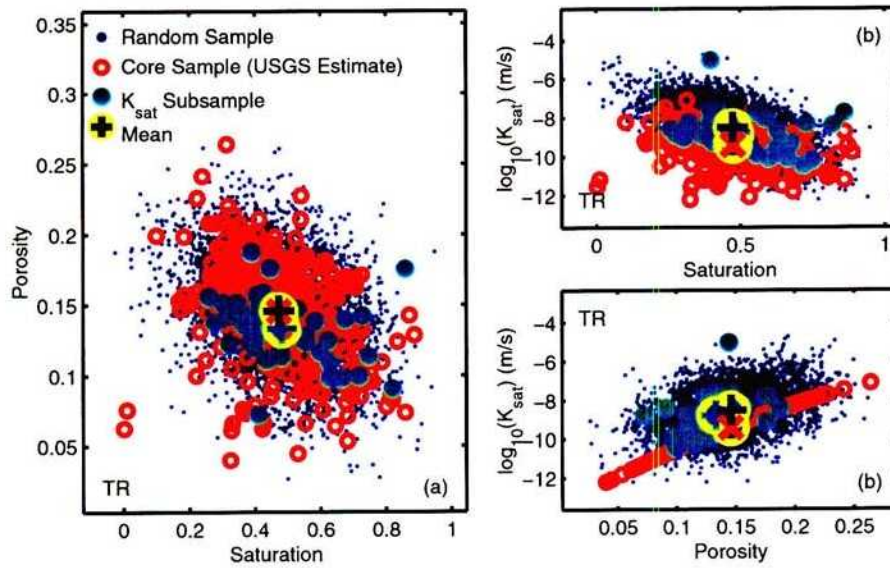 0.35
0.3
0.25
0.2
0.15
0.1
0.05
Porosity
Random Sample
Core Sample (USGS Estimate)
Ksat Subsample
Mean
TR
(a)
0 0.2 0.4 0.6 0.8 1
Saturation
(b)
−4
−6
−8
−10
−12
log10(Ksat) (m/s)
TR
0 0.5 1
Saturation
TR
−4
−6
−8
−10
−12
log10(Ksat) (m/s)
(b)
0.05 0.1 0.15 0.2 0.25
Porosity